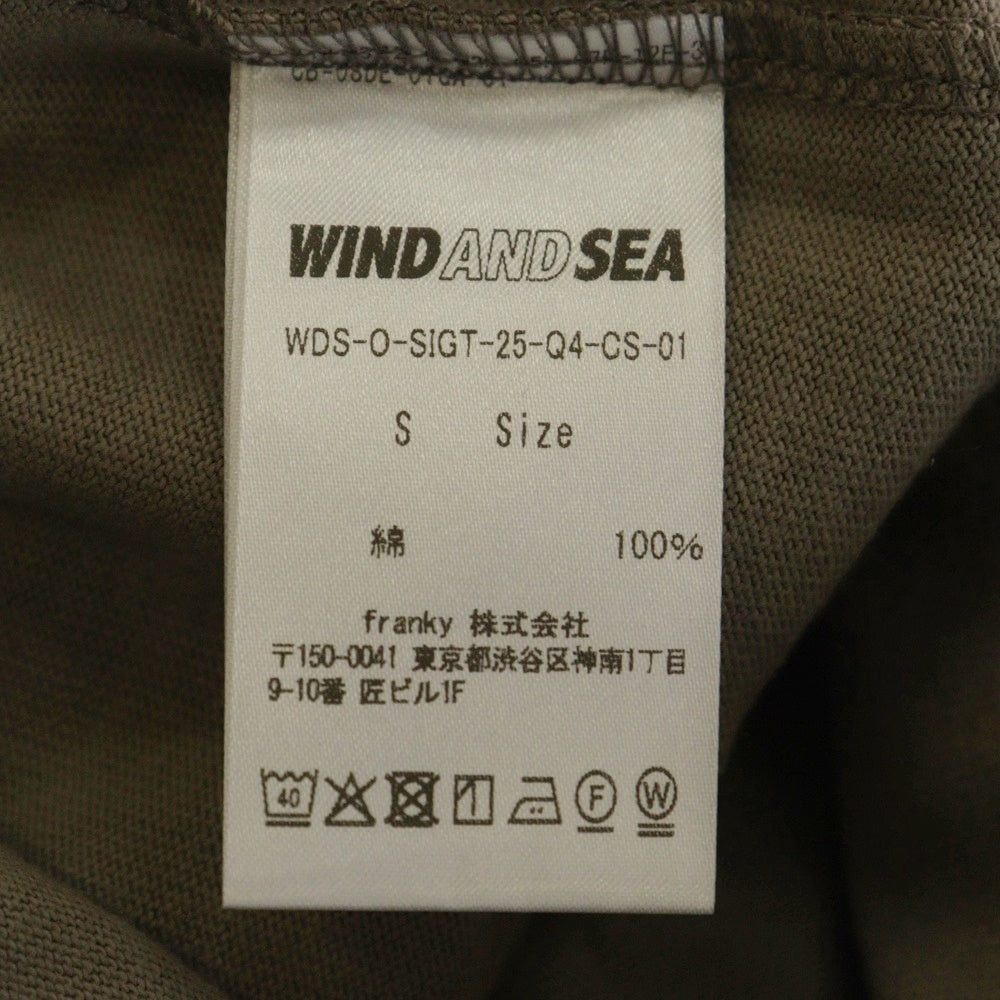 WIND AND SEA
WDS-O-SIGT-25-Q4-CS-01
S Size
綿 100%
franky 株式会社
〒150-0041 東京都渋谷区神南1丁目
9-10番 匠ビル1F
40 F W